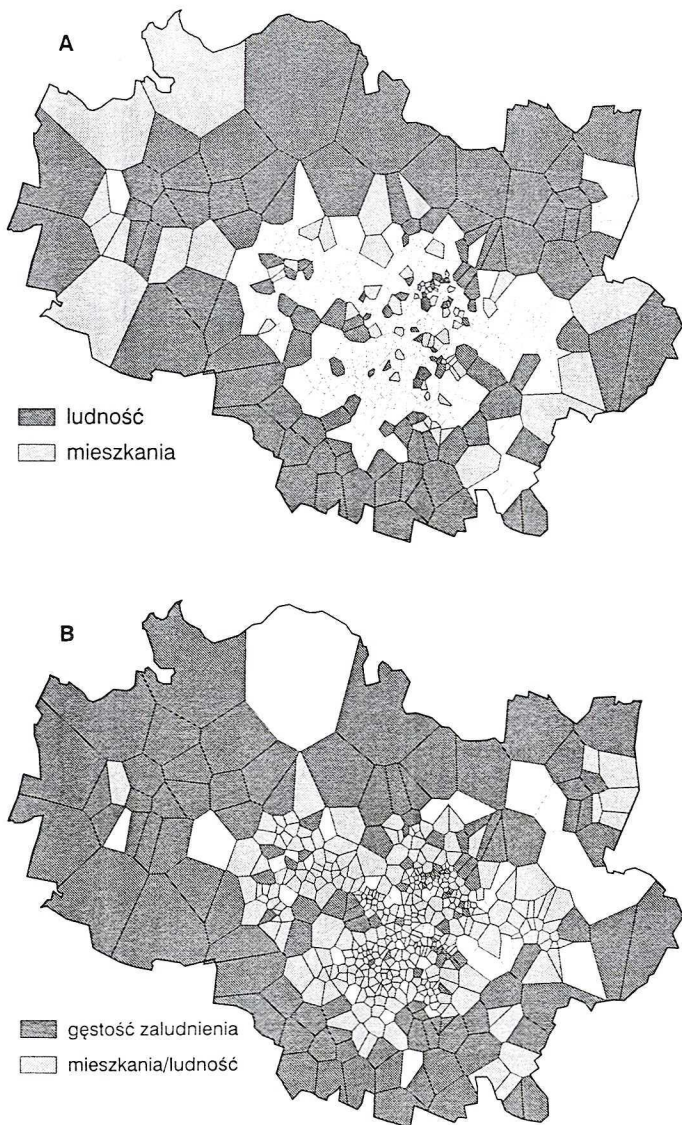 A
ludność
mieszkania
B
gęstość zaludnienia
mieszkania/ludność